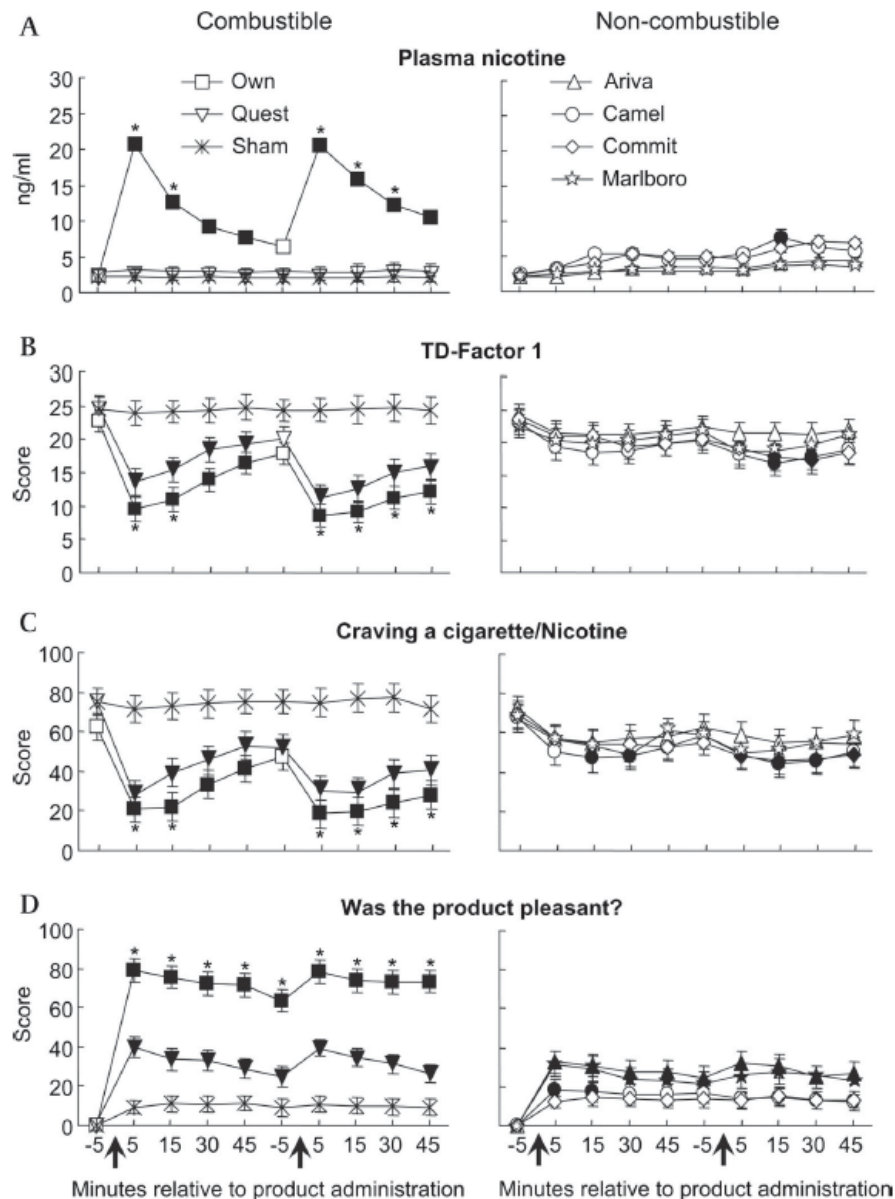 A
Combustible Non-combustible
Plasma nicotine
30
25
20
15
10
5
0
ng/ml
Own
Quest
Sham
* * * * *
Ariva
Camel
Commit
Marlboro
B
TD-Factor 1
30
25
20
15
10
5
0
Score
* * * * * *
C
Craving a cigarette/Nicotine
100
80
60
40
20
0
Score
* * * * * *
D
Was the product pleasant?
100
80
60
40
20
0
Score
* * * * * * * * *
-5 5 15 30 45 -5 5 15 30 45 -5 5 15 30 45 -5 5 15 30 45
Minutes relative to product administration Minutes relative to product administration